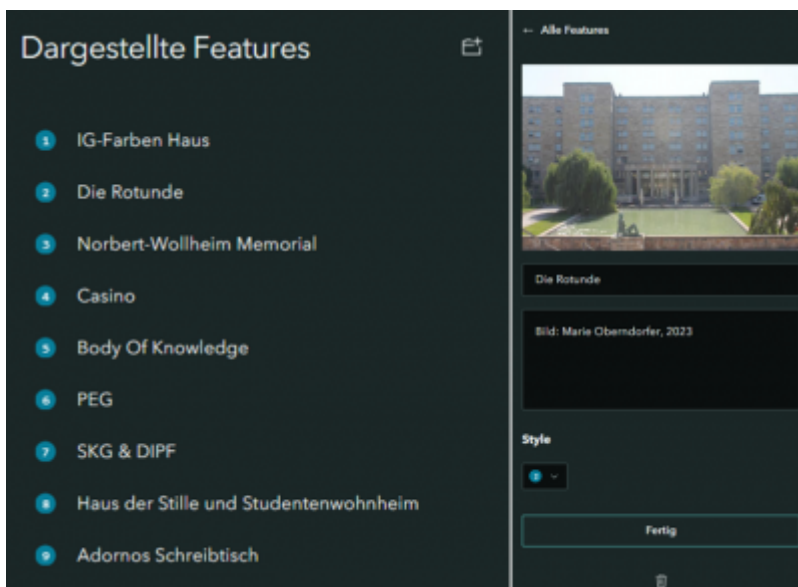 Dargestellte Features
1 IG-Farben Haus
2 Die Rotunde
3 Norbert-Wollheim Memorial
4 Casino
5 Body Of Knowledge
6 PEG
7 SKG & DIPF
8 Haus der Stille und Studentenwohnheim
9 Adornos Schreibtisch
← Alle Features
Die Rotunde
Bild: Marie Oberndorfer, 2023
Style
2
Fertig